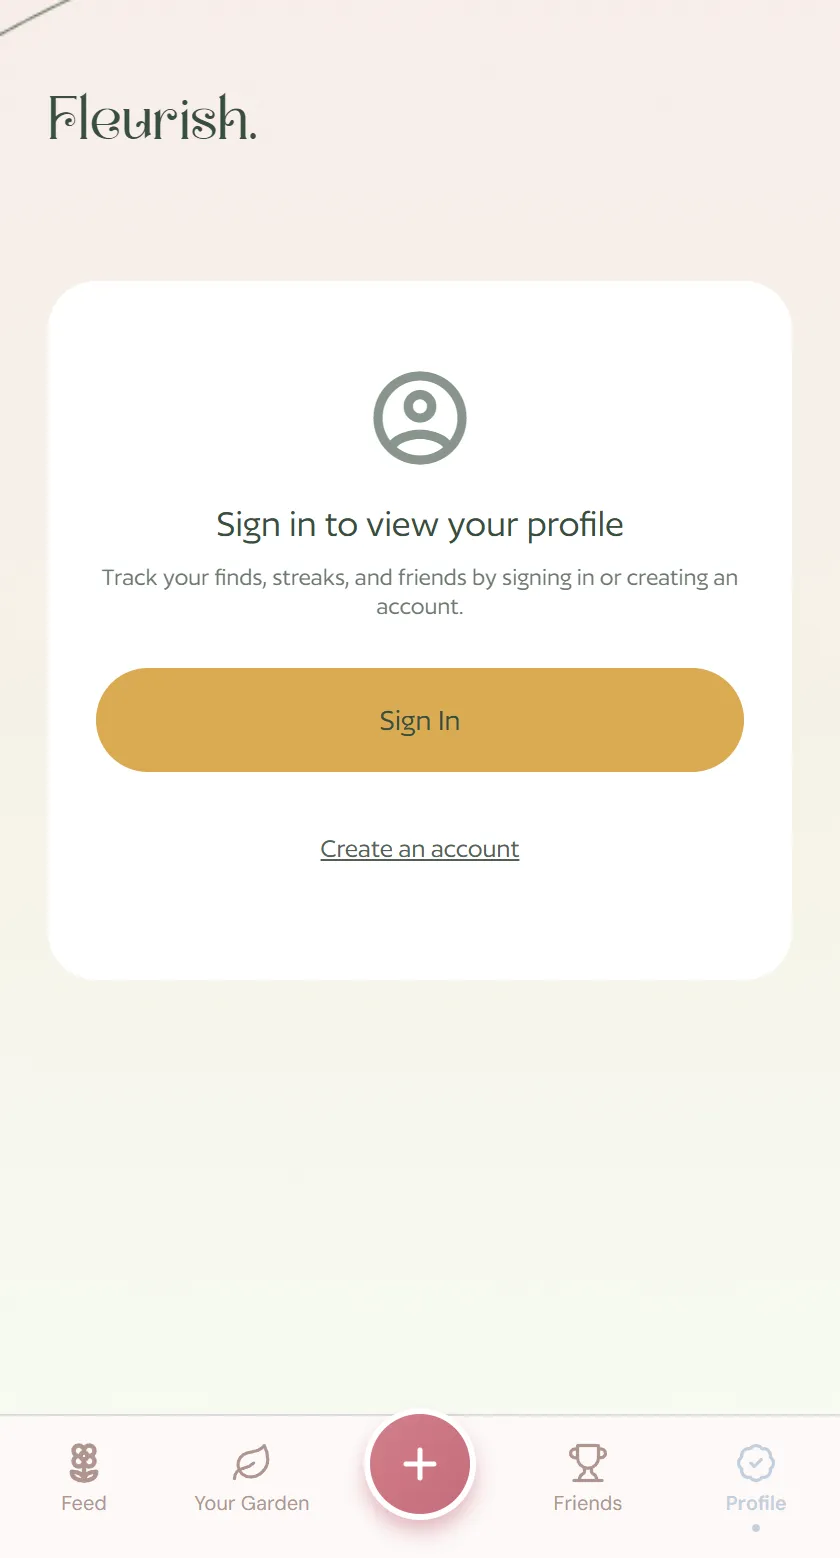 Fleurish.
Sign in to view your profile
Track your finds, streaks, and friends by signing in or creating an
account.
Sign In
Create an account
Feed
Your Garden
Friends
Profile